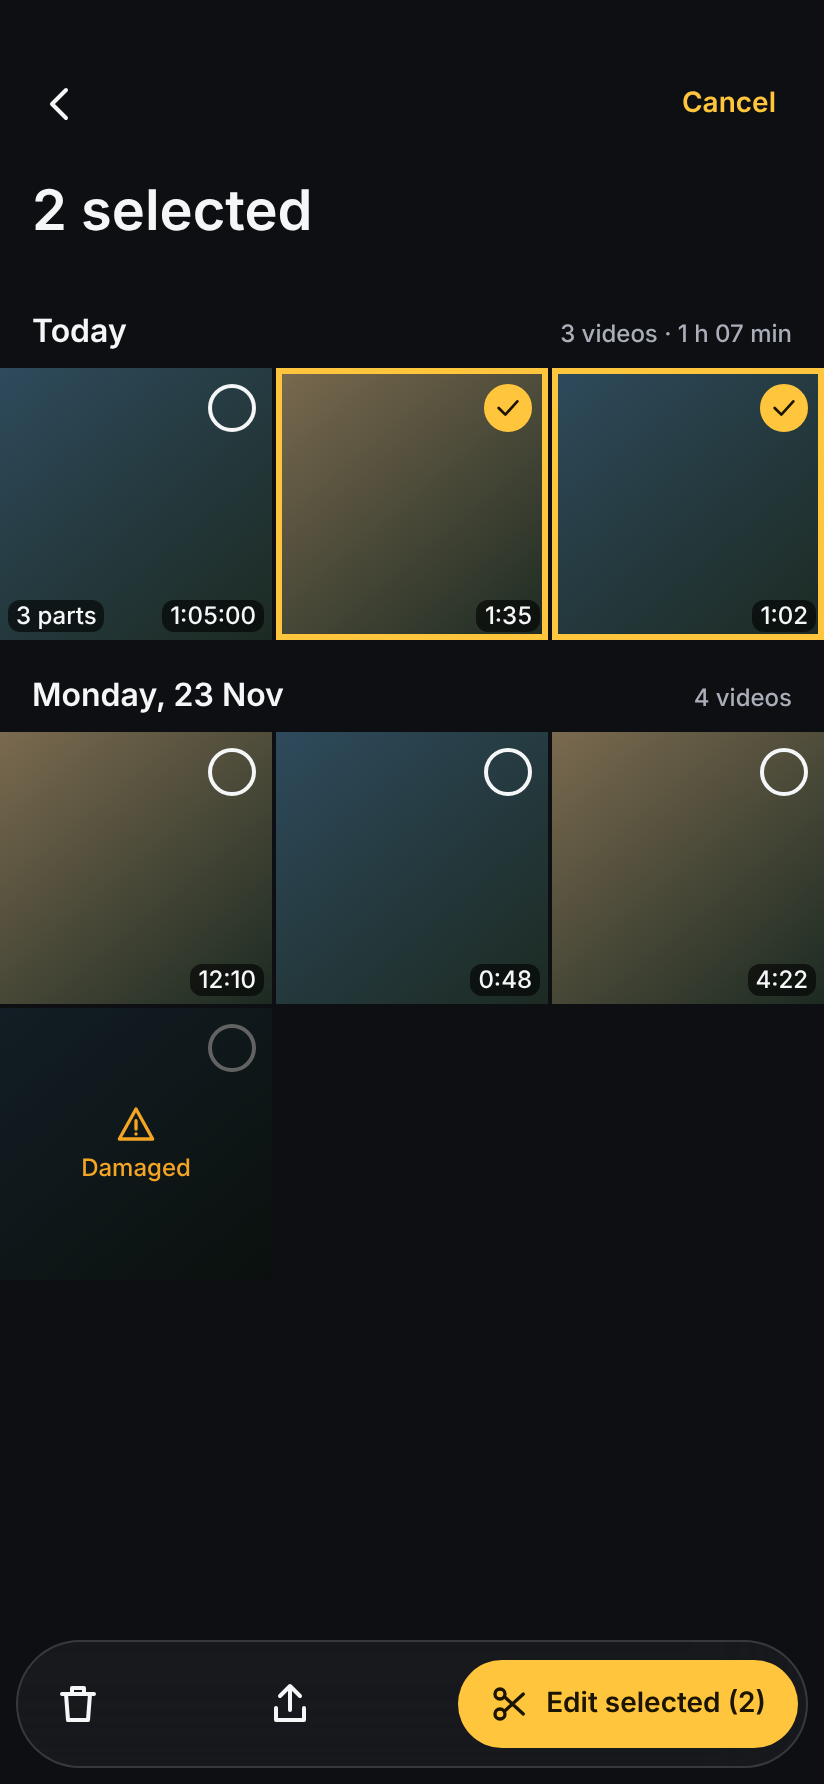 Cancel
2 selected
Today
3 videos · 1 h 07 min
3 parts
1:05:00
1:35
1:02
Monday, 23 Nov
4 videos
12:10
0:48
4:22
Damaged
Edit selected (2)